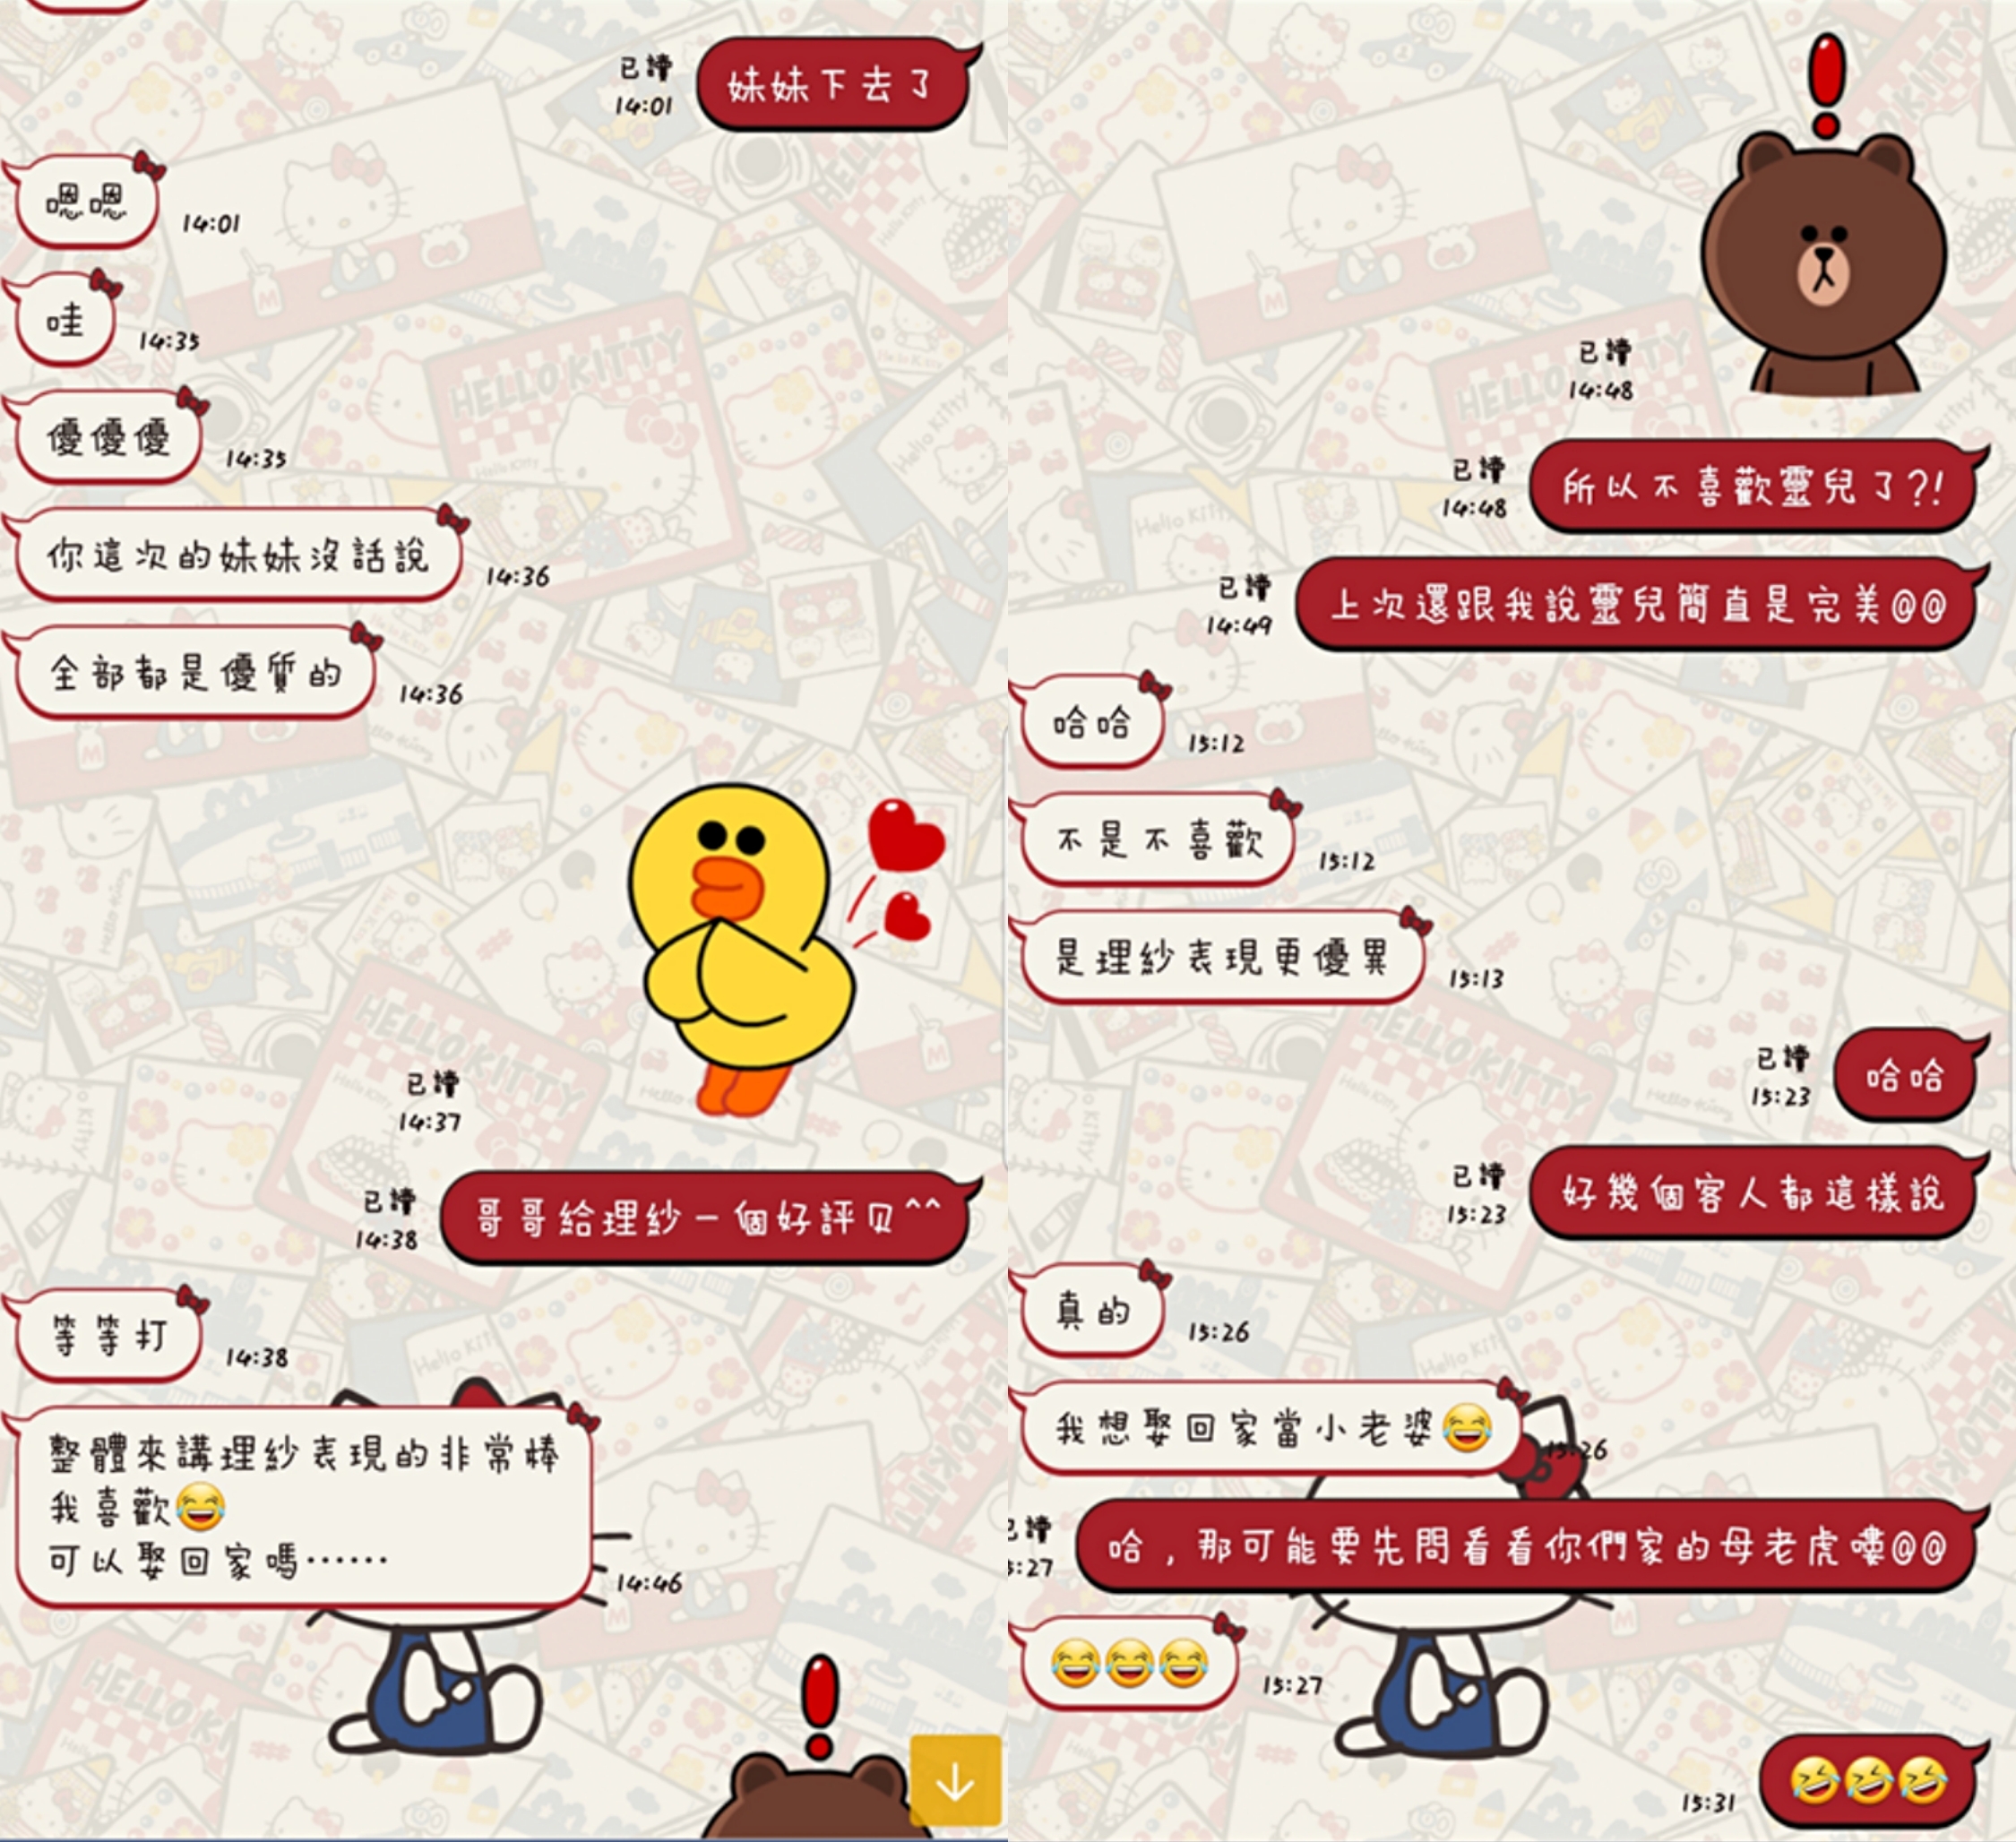 已讀
14:01
妹妹下去了
嗯嗯
14:01
哇
14:35
優優優
14:35
你這次的妹妹沒話說
14:36
全部都是優質的
14:36
已讀
14:37
已讀
14:38
哥哥給理紗一個好評貝^^
等等打
14:38
整體來講理紗表現的非常棒
我喜歡😂
可以娶回家嗎⋯⋯
14:46
已讀
14:48
已讀
14:48
所以不喜歡靈兒了?!
已讀
14:49
上次還跟我說靈兒簡直是完美@@
哈哈
15:12
不是不喜歡
15:12
是理紗表現更優異
15:13
已讀
15:23
哈哈
已讀
15:23
好幾個客人都這樣說
真的
15:26
我想娶回家當小老婆😂
15:26
已讀
5:27
哈，那可能要先問看看你們家的母老虎嘍@@
😂😂😂
15:27
15:31
🤣🤣🤣
HELLO KITTY
Hello Kitty